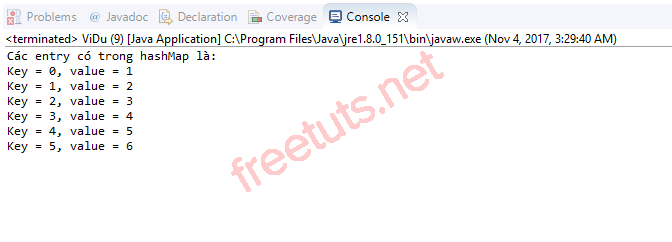 Problems @ Javadoc Declaration Coverage Console
<terminated> ViDu (9) [Java Application] C:\Program Files\Java\jre1.8.0_151\bin\javaw.exe (Nov 4, 2017, 3:29:40 AM)
Các entry có trong hashMap là:
Key = 0, value = 1
Key = 1, value = 2
Key = 2, value = 3
Key = 3, value = 4
Key = 4, value = 5
Key = 5, value = 6
freetuts.net